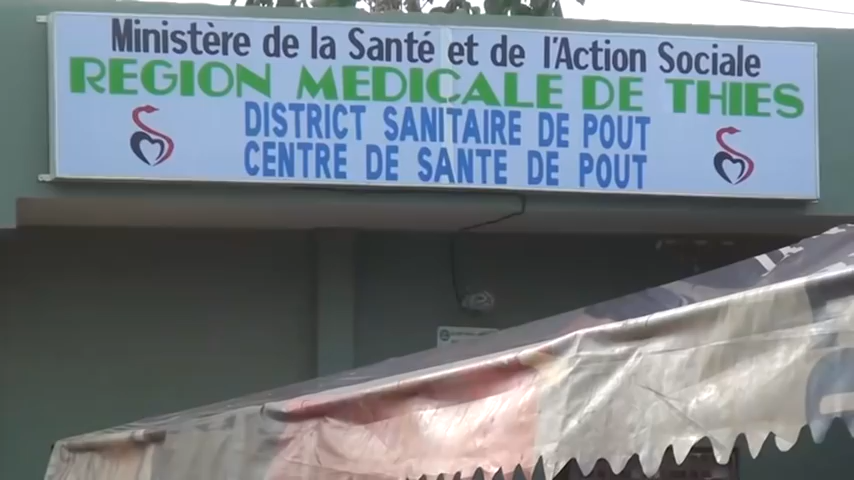 Ministère de la Santé et de l'Action Sociale
REGION MEDICALE DE THIES
DISTRICT SANITAIRE DE POUT
CENTRE DE SANTE DE POUT